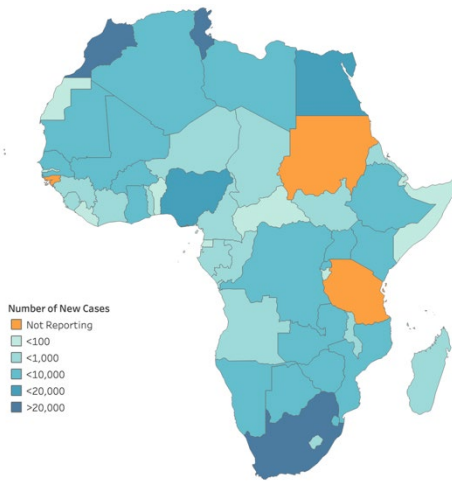 Number of New Cases
Not Reporting
<100
<1,000
<10,000
<20,000
>20,000